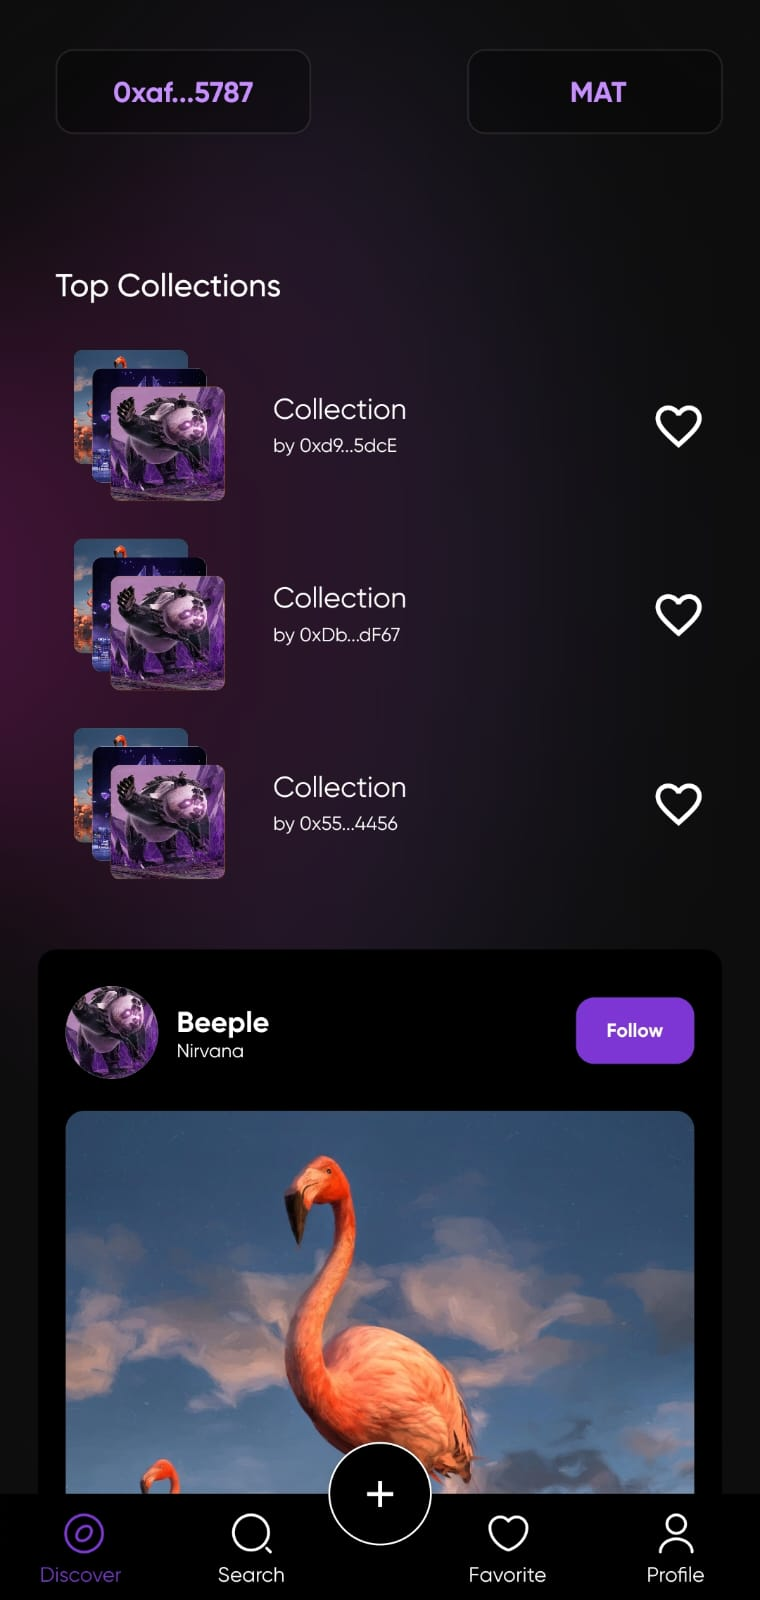 0xaf...5787
MAT
Top Collections
Collection
by 0xd9...5dcE
Collection
by 0xDb...dF67
Collection
by 0x55...4456
Beeple
Nirvana
Follow
Discover
Search
Favorite
Profile